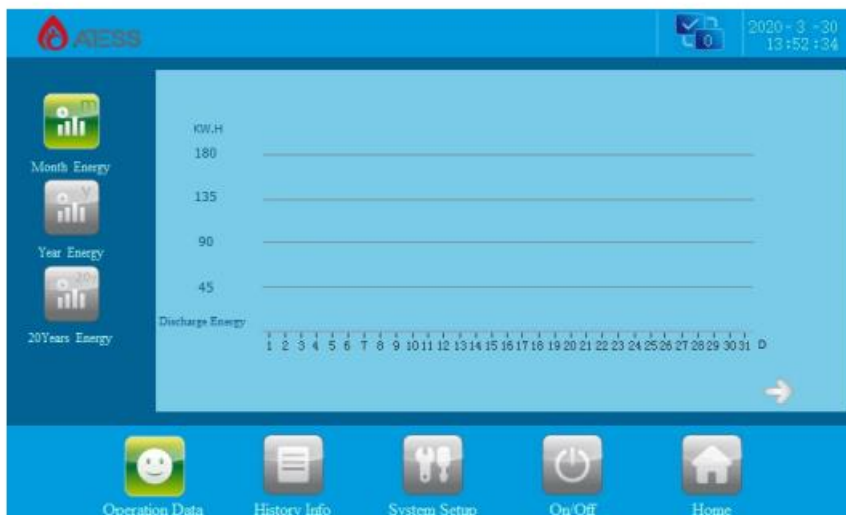 ATESS
0
2020- 3 -30
13:52:34
m
Month Energy
Y
Year Energy
20
20Years Energy
KW.H
180
135
90
45
Discharge Energy
1 2 3 4 5 6 7 8 9 10 11 12 13 14 15 16 17 18 19 20 21 22 23 24 25 26 27 28 29 30 31 D
Operation Data
History Info
System Setup
On/Off
Home